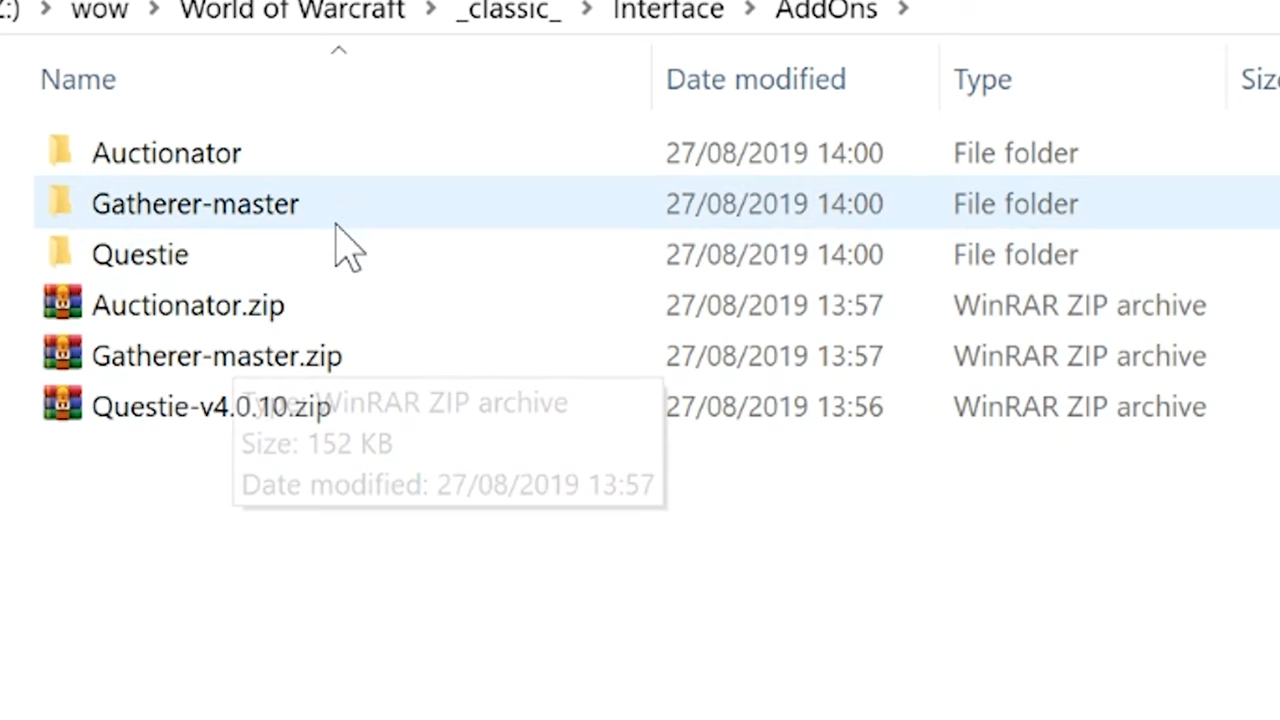 :) > wow > World of Warcraft > _classic_ > Interface > AddOns >
Name Date modified Type Siz
Auctionator 27/08/2019 14:00 File folder
Gatherer-master 27/08/2019 14:00 File folder
Questie 27/08/2019 14:00 File folder
Auctionator.zip 27/08/2019 13:57 WinRAR ZIP archive
Gatherer-master.zip 27/08/2019 13:57 WinRAR ZIP archive
Questie-v4.0.10.zip 27/08/2019 13:56 WinRAR ZIP archive
Type: WinRAR ZIP archive
Size: 152 KB
Date modified: 27/08/2019 13:57